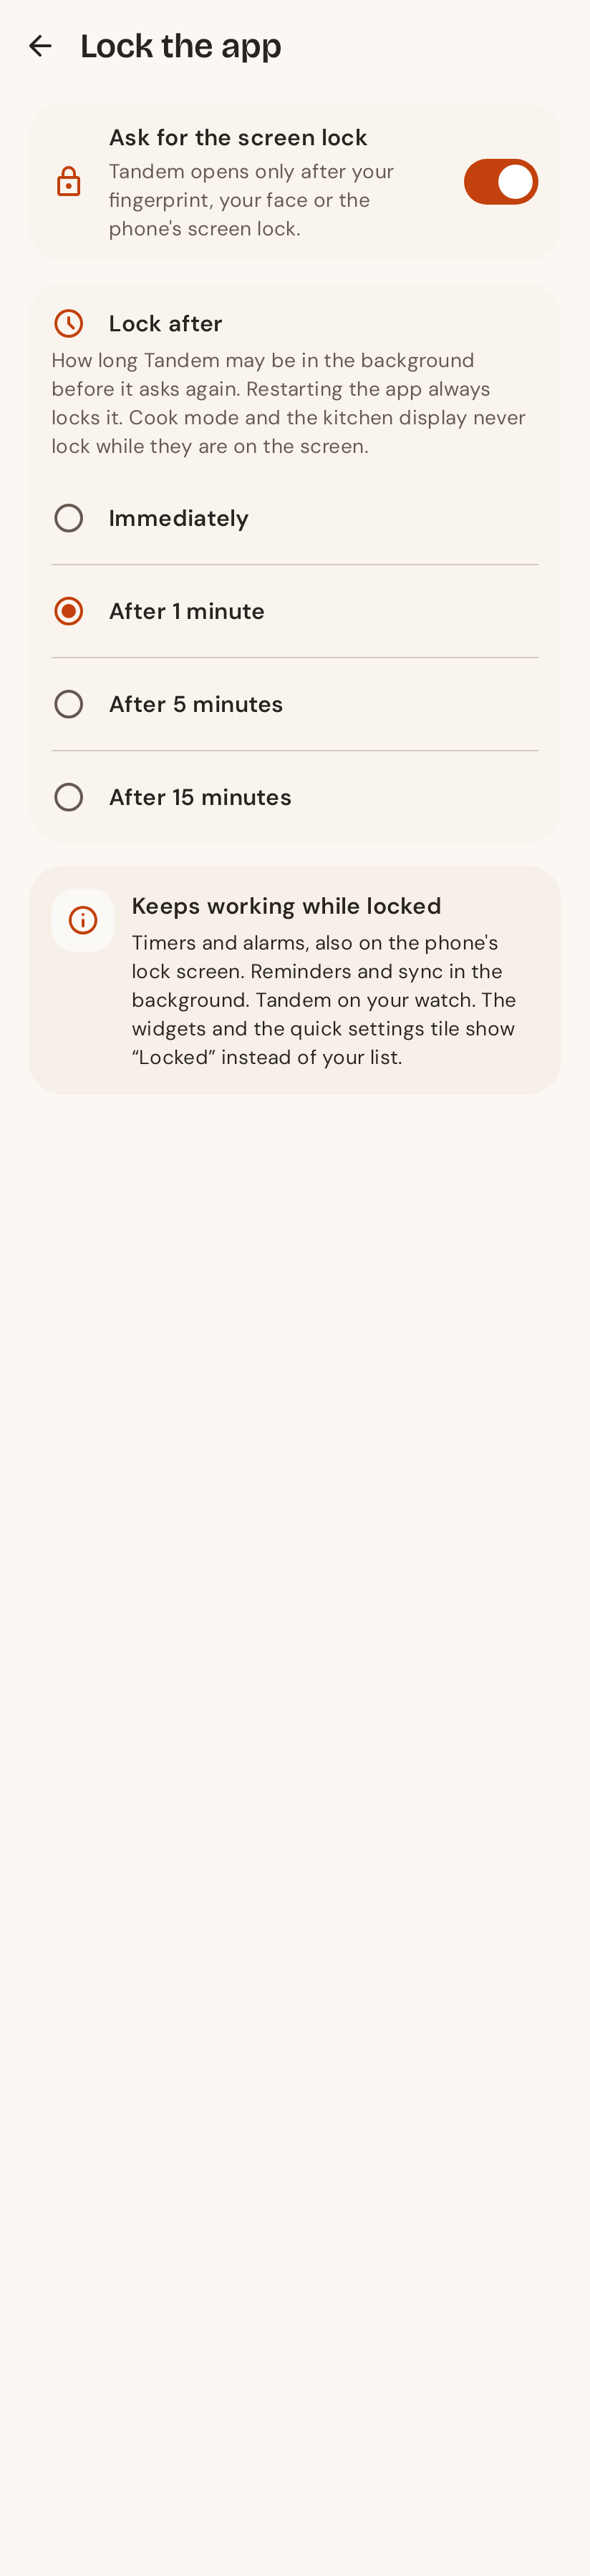 Lock the app
Ask for the screen lock
Tandem opens only after your
fingerprint, your face or the
phone's screen lock.
Lock after
How long Tandem may be in the background
before it asks again. Restarting the app always
locks it. Cook mode and the kitchen display never
lock while they are on the screen.
Immediately
After 1 minute
After 5 minutes
After 15 minutes
Keeps working while locked
Timers and alarms, also on the phone's
lock screen. Reminders and sync in the
background. Tandem on your watch. The
widgets and the quick settings tile show
“Locked” instead of your list.